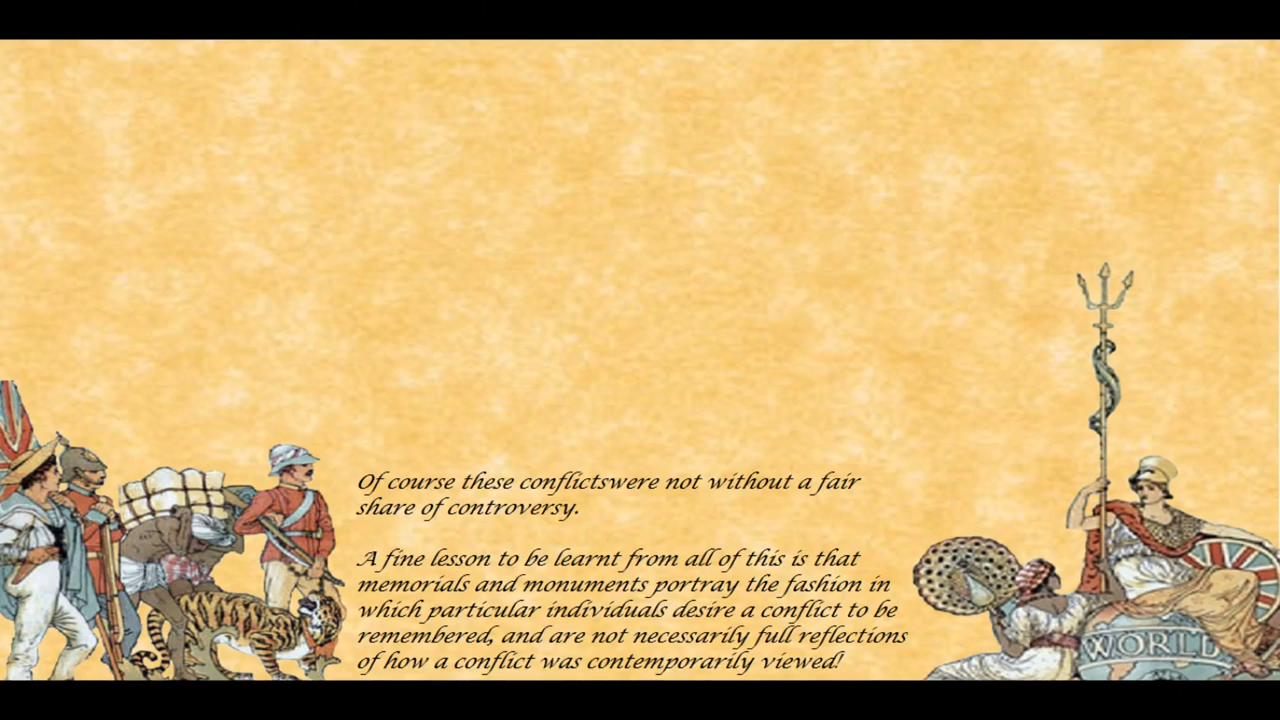 Of course these conflictswere not without a fair
share of controversy.
A fine lesson to be learnt from all of this is that
memorials and monuments portray the fashion in
which particular individuals desire a conflict to be
remembered, and are not necessarily full reflections
of how a conflict was contemporarily viewed!
WORLD